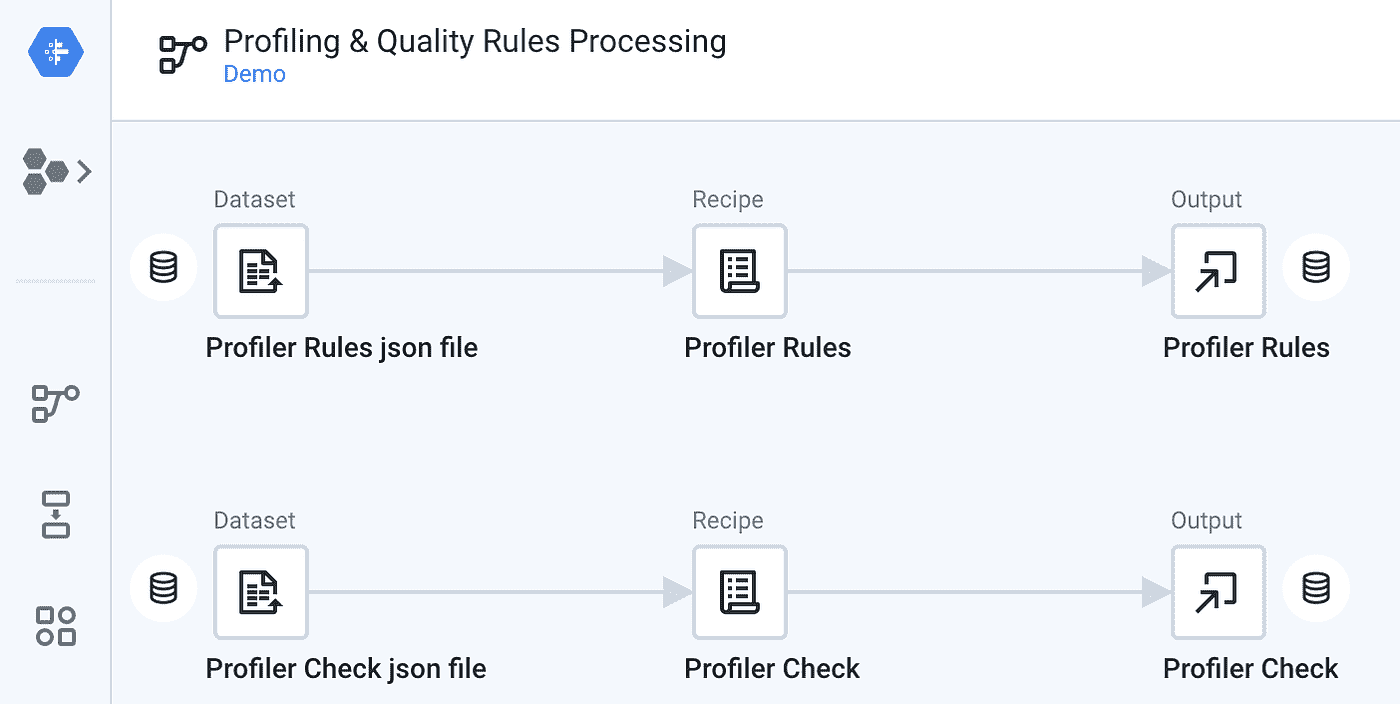 Profiling & Quality Rules Processing
Demo
Dataset
Recipe
Output
Profiler Rules json file
Profiler Rules
Profiler Rules
Dataset
Recipe
Output
Profiler Check json file
Profiler Check
Profiler Check